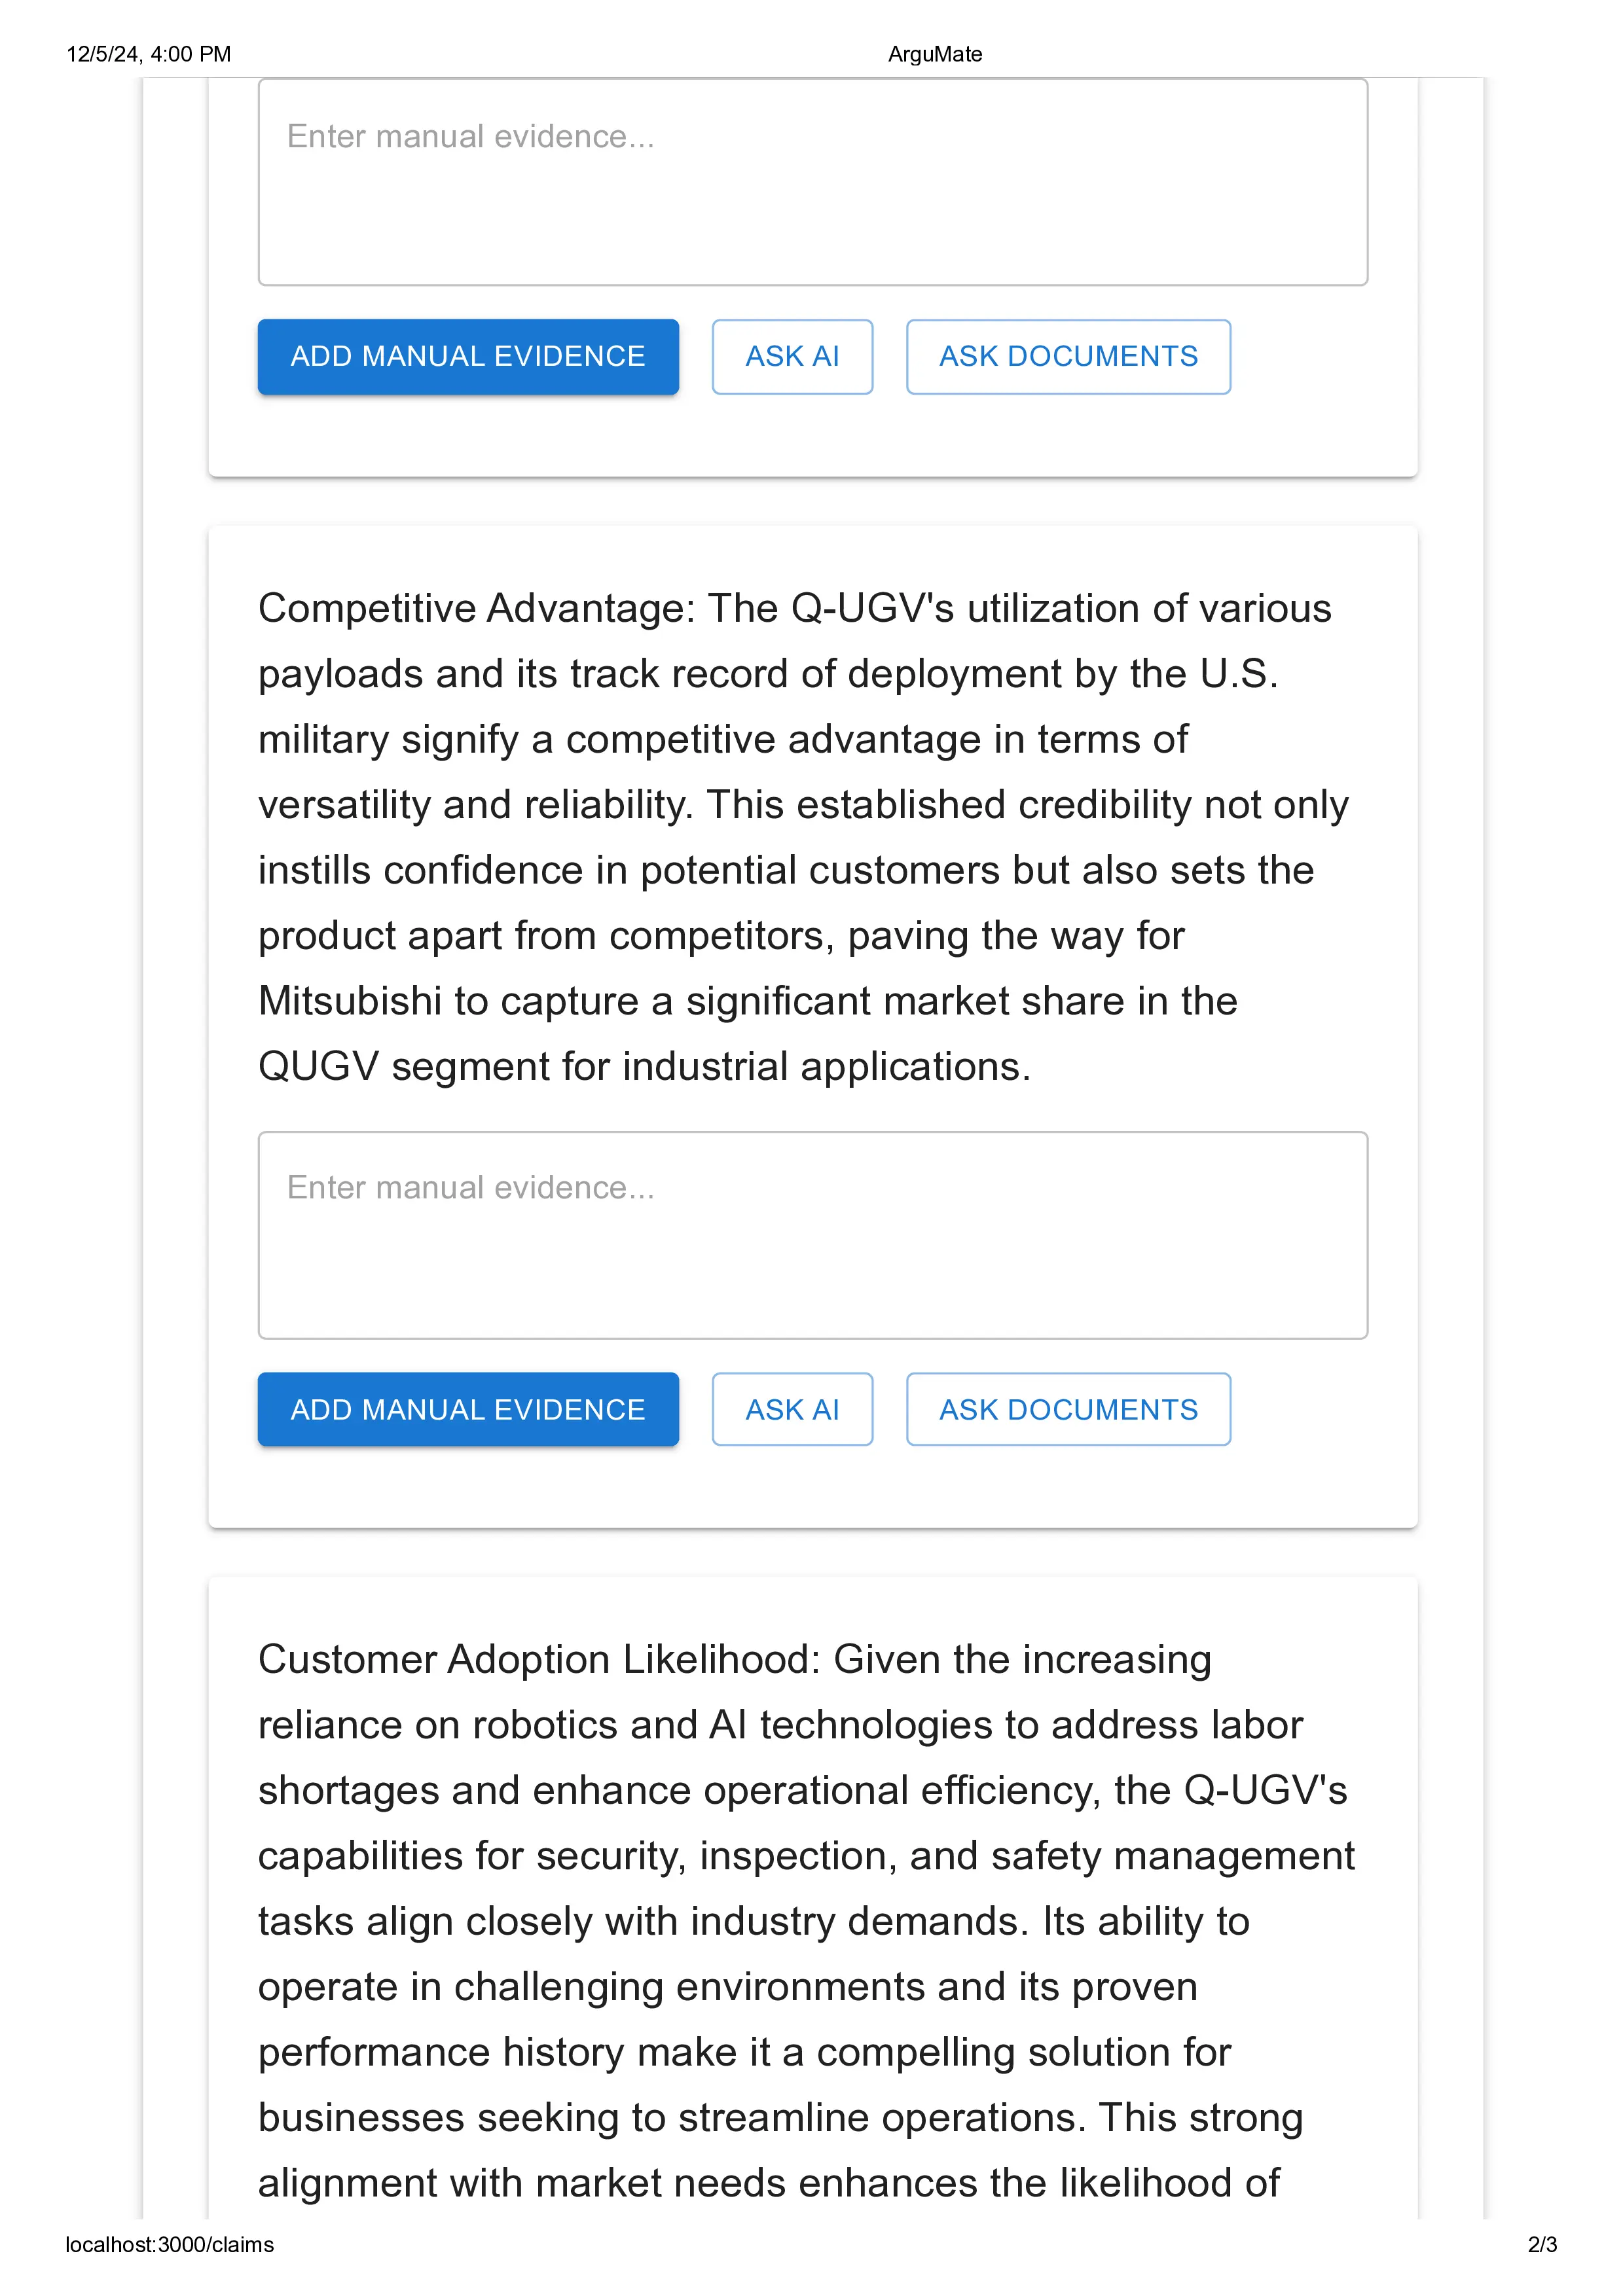 12/5/24, 4:00 PM
ArguMate
Enter manual evidence...
ADD MANUAL EVIDENCE
ASK AI
ASK DOCUMENTS
Competitive Advantage: The Q-UGV's utilization of various
payloads and its track record of deployment by the U.S.
military signify a competitive advantage in terms of
versatility and reliability. This established credibility not only
instills confidence in potential customers but also sets the
product apart from competitors, paving the way for
Mitsubishi to capture a significant market share in the
QUGV segment for industrial applications.
Enter manual evidence...
ADD MANUAL EVIDENCE
ASK AI
ASK DOCUMENTS
Customer Adoption Likelihood: Given the increasing
reliance on robotics and AI technologies to address labor
shortages and enhance operational efficiency, the Q-UGV's
capabilities for security, inspection, and safety management
tasks align closely with industry demands. Its ability to
operate in challenging environments and its proven
performance history make it a compelling solution for
businesses seeking to streamline operations. This strong
alignment with market needs enhances the likelihood of
localhost:3000/claims
2/3